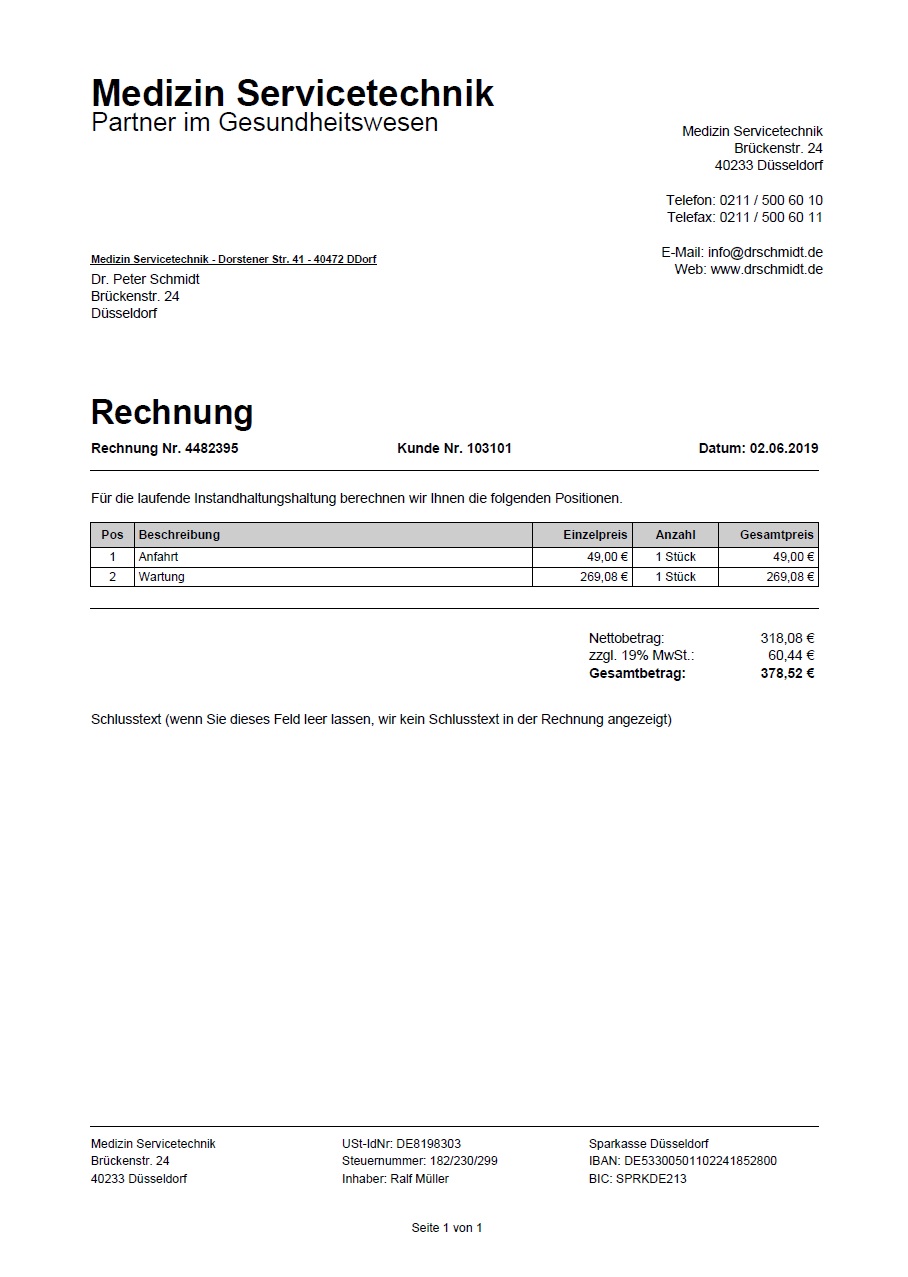 Medizin Servicetechnik
Partner im Gesundheitswesen
Medizin Servicetechnik
Brückenstr. 24
40233 Düsseldorf
Telefon: 0211 / 500 60 10
Telefax: 0211 / 500 60 11
E-Mail: info@drschmidt.de
Web: www.drschmidt.de
Medizin Servicetechnik - Dorstener Str. 41 - 40472 DDorf
Dr. Peter Schmidt
Brückenstr. 24
Düsseldorf
Rechnung
Rechnung Nr. 4482395 Kunde Nr. 103101 Datum: 02.06.2019
Für die laufende Instandhaltungshaltung berechnen wir Ihnen die folgenden Positionen.
Pos Beschreibung Einzelpreis Anzahl Gesamtpreis
1 Anfahrt 49,00 € 1 Stück 49,00 €
2 Wartung 269,08 € 1 Stück 269,08 €
Nettobetrag: 318,08 €
zzgl. 19% MwSt.: 60,44 €
Gesamtbetrag: 378,52 €
Schlusstext (wenn Sie dieses Feld leer lassen, wir kein Schlusstext in der Rechnung angezeigt)
Medizin Servicetechnik USt-IdNr: DE8198303 Sparkasse Düsseldorf
Brückenstr. 24 Steuernummer: 182/230/299 IBAN: DE53300501102241852800
40233 Düsseldorf Inhaber: Ralf Müller BIC: SPRKDE213
Seite 1 von 1